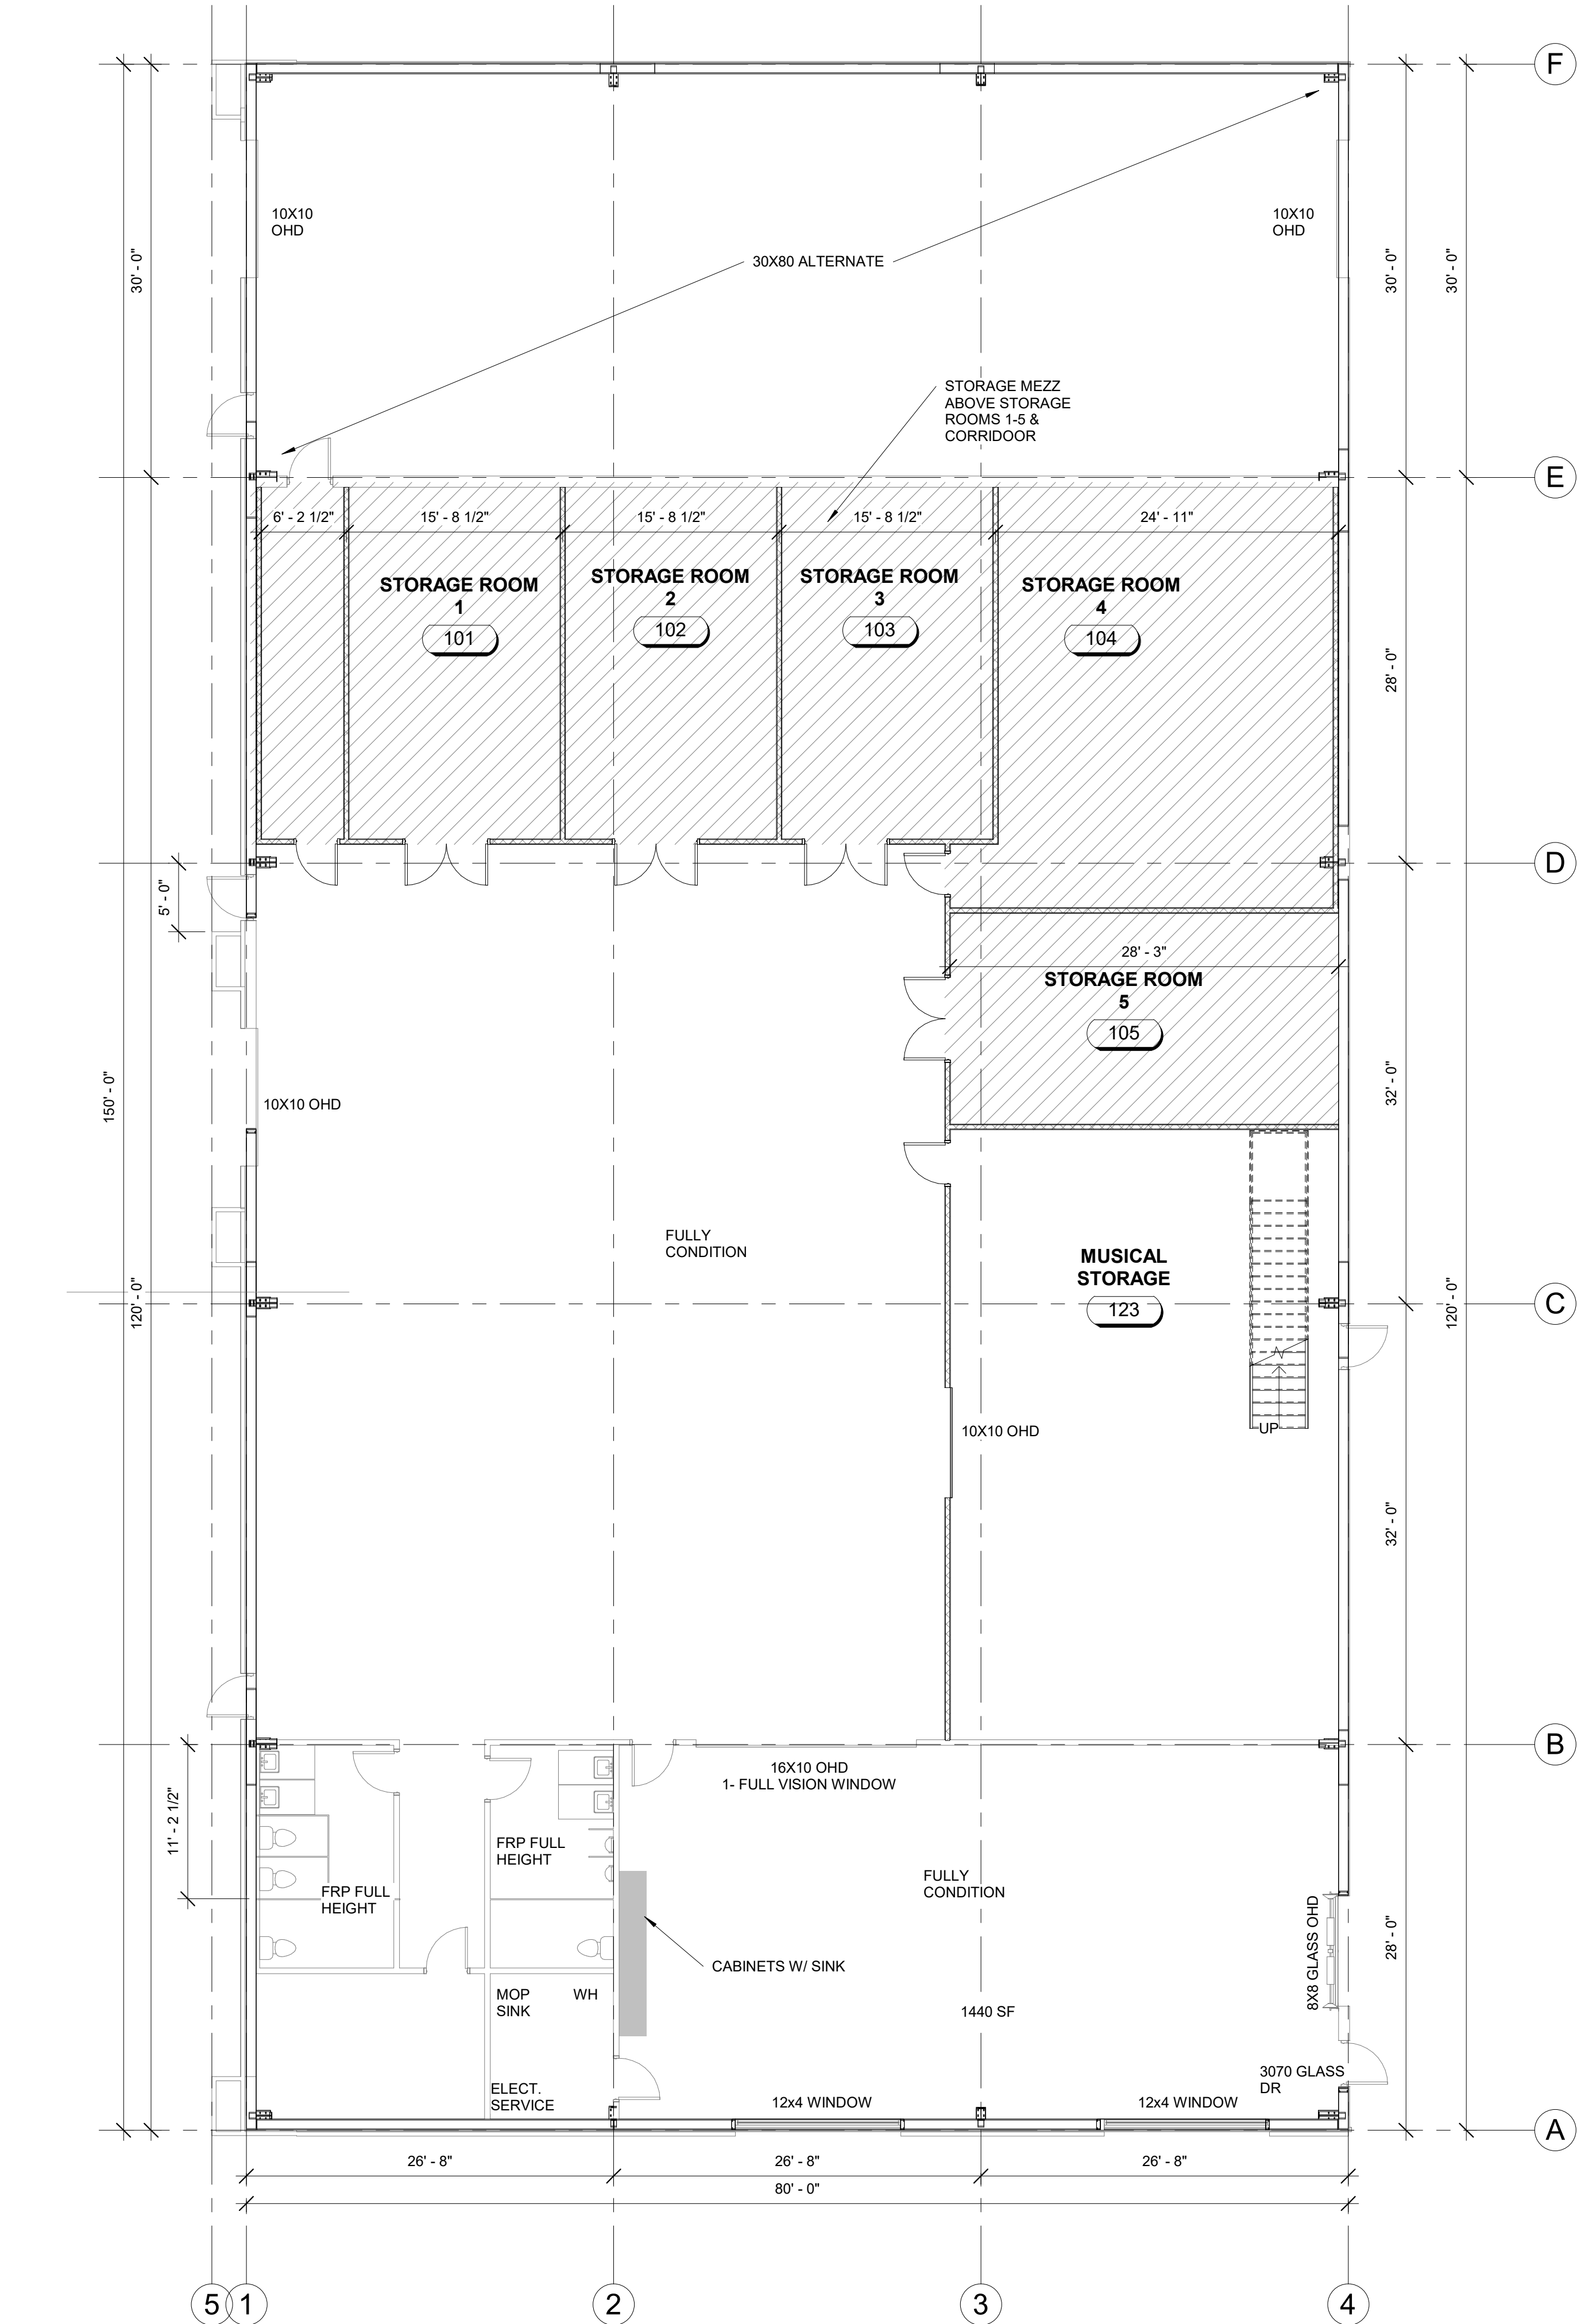 F
10X10
OHD
10X10
OHD
30' - 0"
30' - 0"
30' - 0"
30X80 ALTERNATE
STORAGE MEZZ
ABOVE STORAGE
ROOMS 1-5 &
CORRIDOOR
E
6' - 2 1/2"
15' - 8 1/2"
15' - 8 1/2"
15' - 8 1/2"
24' - 11"
STORAGE ROOM
1
101
STORAGE ROOM
2
102
STORAGE ROOM
3
103
STORAGE ROOM
4
104
28' - 0"
D
5' - 0"
28' - 3"
STORAGE ROOM
5
105
150' - 0"
10X10 OHD
32' - 0"
FULLY
CONDITION
MUSICAL
STORAGE
123
120' - 0"
120' - 0"
C
10X10 OHD
UP
32' - 0"
B
16X10 OHD
1- FULL VISION WINDOW
11' - 2 1/2"
FRP FULL
HEIGHT
FRP FULL
HEIGHT
FULLY
CONDITION
8X8 GLASS OHD
28' - 0"
CABINETS W/ SINK
MOP
SINK
WH
1440 SF
3070 GLASS
DR
ELECT.
SERVICE
12x4 WINDOW
12x4 WINDOW
A
26' - 8"
26' - 8"
26' - 8"
80' - 0"
5
1
2
3
4